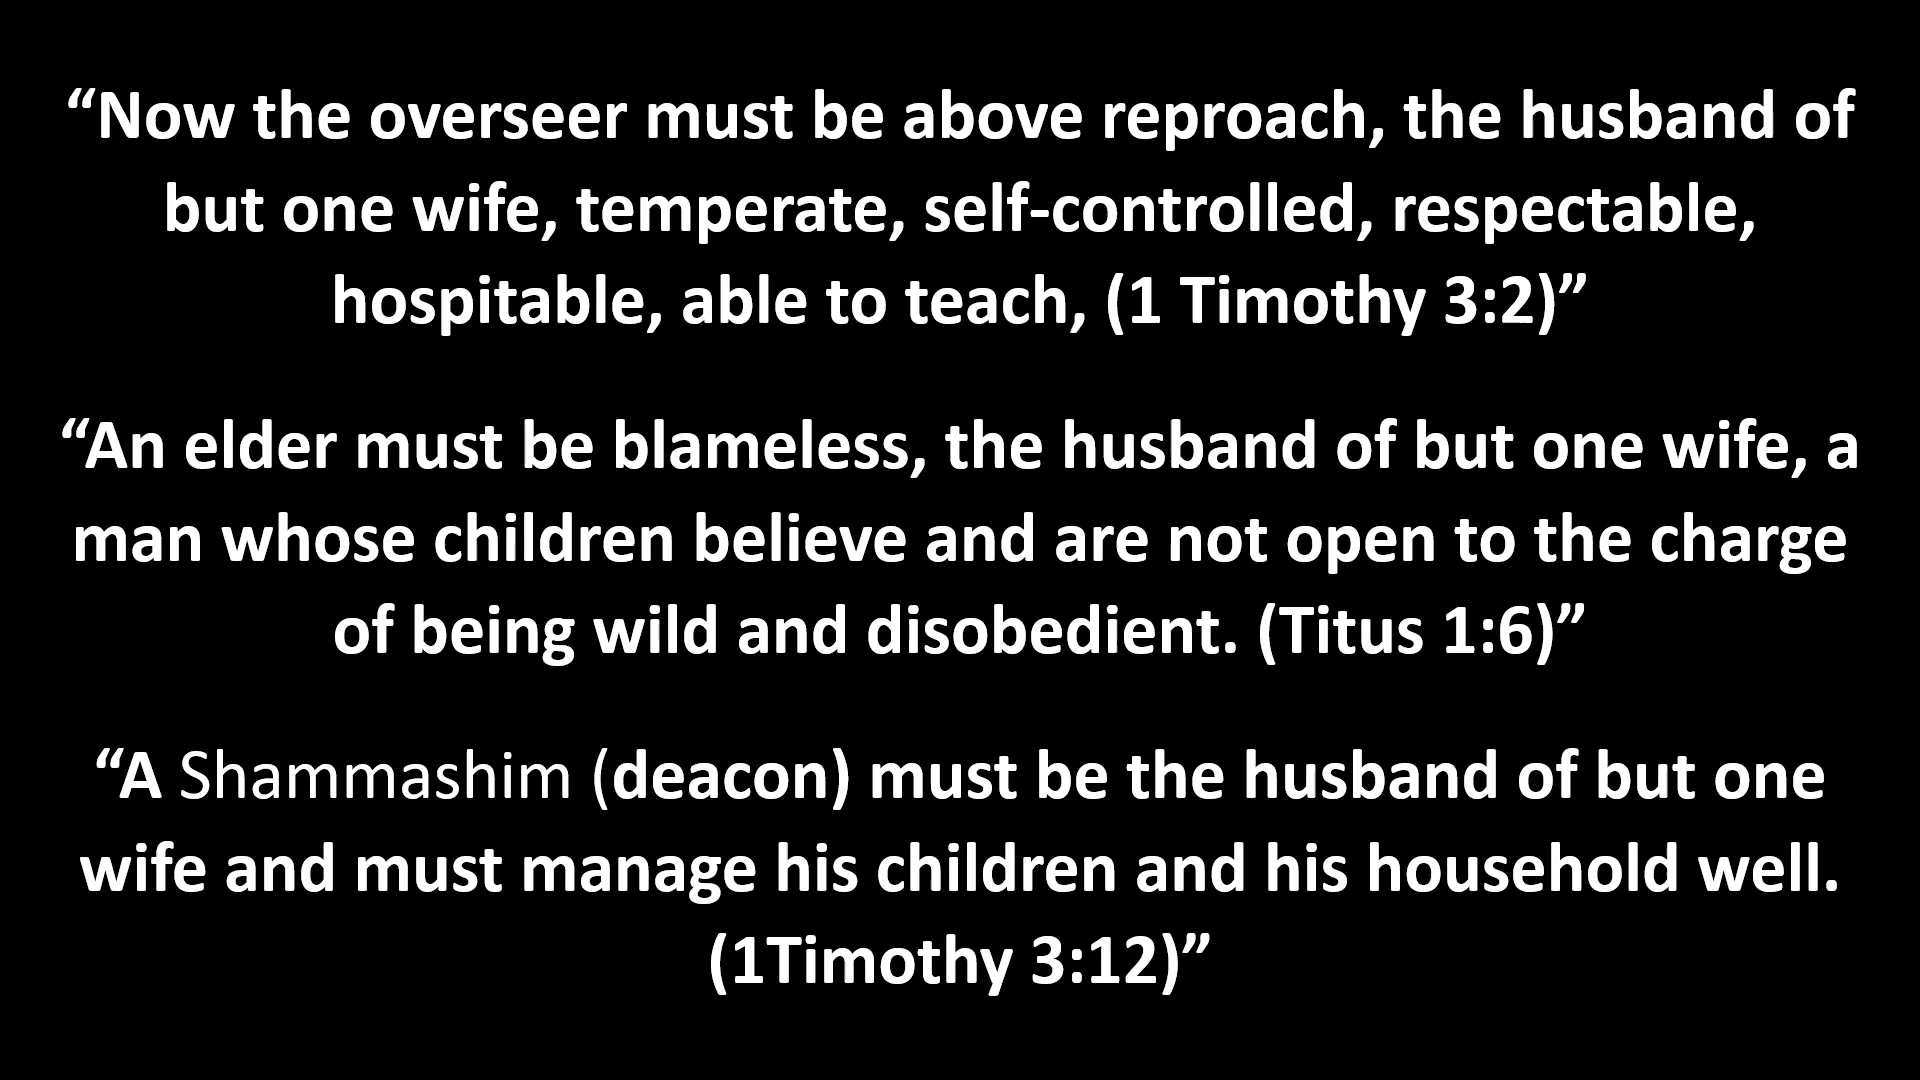 “Now the overseer must be above reproach, the husband of
but one wife, temperate, self-controlled, respectable,
hospitable, able to teach, (1 Timothy 3:2)”
“An elder must be blameless, the husband of but one wife, a
man whose children believe and are not open to the charge
of being wild and disobedient. (Titus 1:6)”
“A Shammashim (deacon) must be the husband of but one
wife and must manage his children and his household well.
(1Timothy 3:12)”